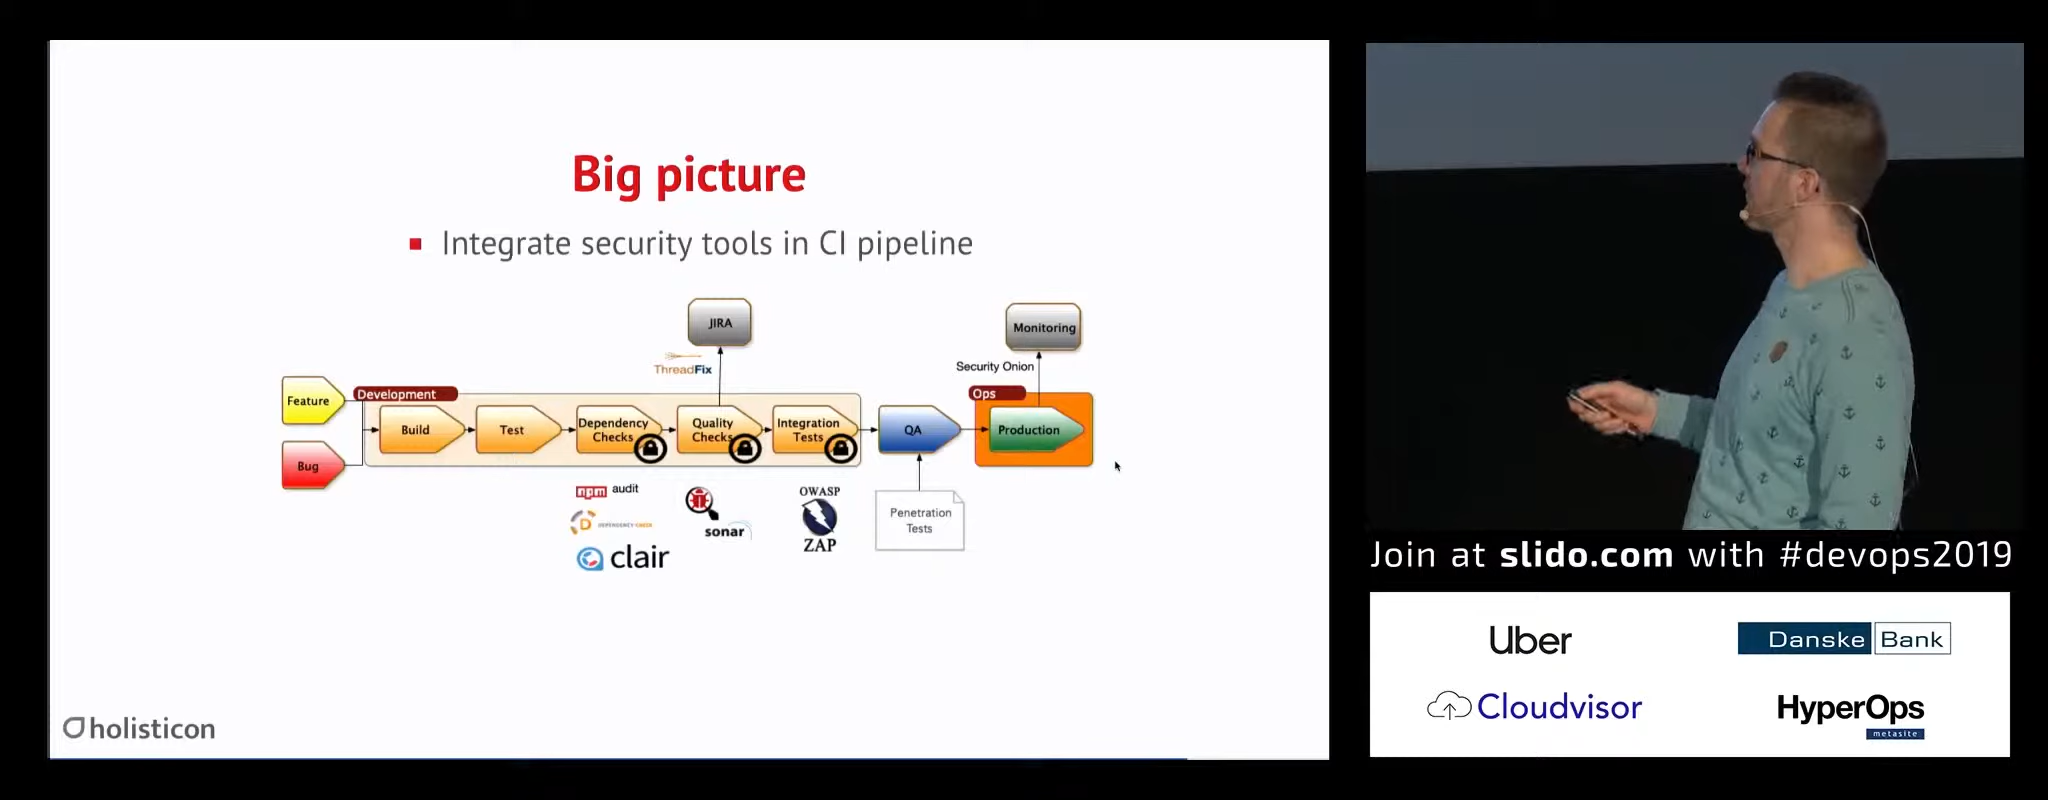 Big picture
Integrate security tools in CI pipeline
JIRA
Monitoring
ThreadFix
Security Onion
Development
Ops
Feature
Bug
Build
Test
Dependency
Checks
Quality
Checks
Integration
Tests
QA
Production
npm audit
DEPENDENCY-CHECK
clair
sonar
OWASP
ZAP
Penetration
Tests
holisticon
Join at slido.com with #devops2019
Uber
Danske Bank
Cloudvisor
HyperOps
metasite